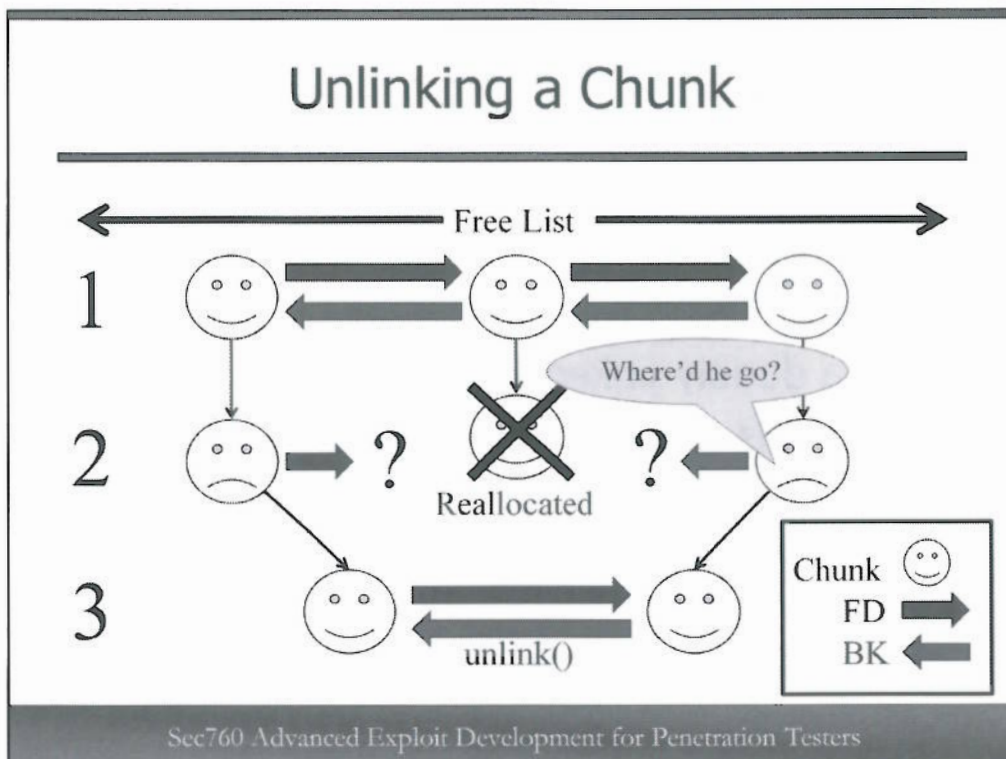 Unlinking a Chunk
Free List
1
Where'd he go?
2
?
?
Reallocated
3
unlink()
Chunk
FD
BK
Sec760 Advanced Exploit Development for Penetration Testers